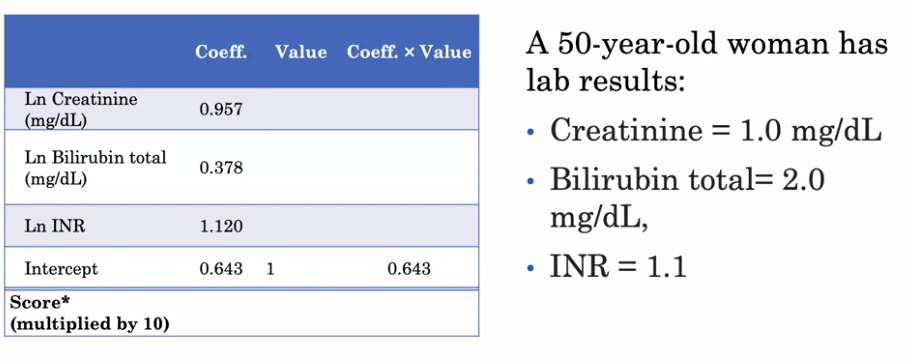 Coeff. Value Coeff. × Value
Ln Creatinine
(mg/dL) 0.957
Ln Bilirubin total
(mg/dL) 0.378
Ln INR 1.120
Intercept 0.643 1 0.643
Score*
(multiplied by 10)
A 50-year-old woman has
lab results:
• Creatinine = 1.0 mg/dL
• Bilirubin total= 2.0
mg/dL,
• INR = 1.1